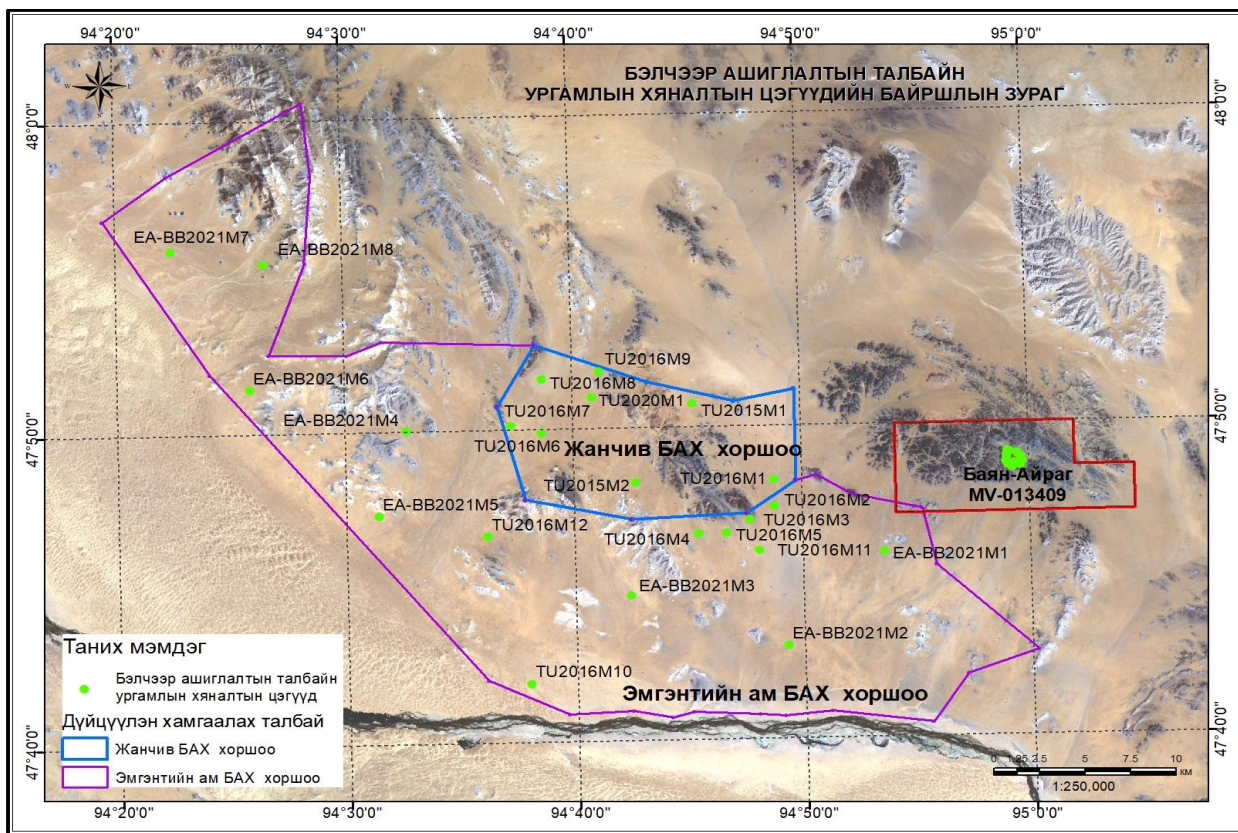 94°20'0"
94°30'0"
94°40'0"
94°50'0"
95°0'0"
БЭЛЧЭЭР АШИГЛАЛТЫН ТАЛБАЙН
УРГАМЛЫН ХЯНАЛТЫН ЦЭГҮҮДИЙН БАЙРШЛЫН ЗУРАГ
W
E
48°0'0"
48°0'0"
EA-BB2021M7
EA-BB2021M8
TU2016M9
TU2016M8
EA-BB2021M6
TU2020M1
TU2015M1
EA-BB2021M4
TU2016M7
47°50'0"
47°50'0"
TU2016M6
Жанчив БАХ хоршоо
Баян-Айраг
MV-013409
TU2015M2
TU2016M1
TU2016M2
EA-BB2021M5
TU2016M12
TU2016M3
TU2016M4
TU2016M5
TU2016M11
EA-BB2021M1
EA-BB2021M3
EA-BB2021M2
TU2016M10
Эмгэнтийн ам БАХ хоршоо
Таних мэмдэг
Бэлчээр ашиглалтын талбайн
ургамлын хяналтын цэгүүд
Дүйцүүлэн хамгаалах талбай
Жанчив БАХ хоршоо
Эмгэнтийн ам БАХ хоршоо
47°40'0"
47°40'0"
0 1.25 2.5 5 7.5 10
км
1:250,000
94°20'0"
94°30'0"
94°40'0"
94°50'0"
95°0'0"